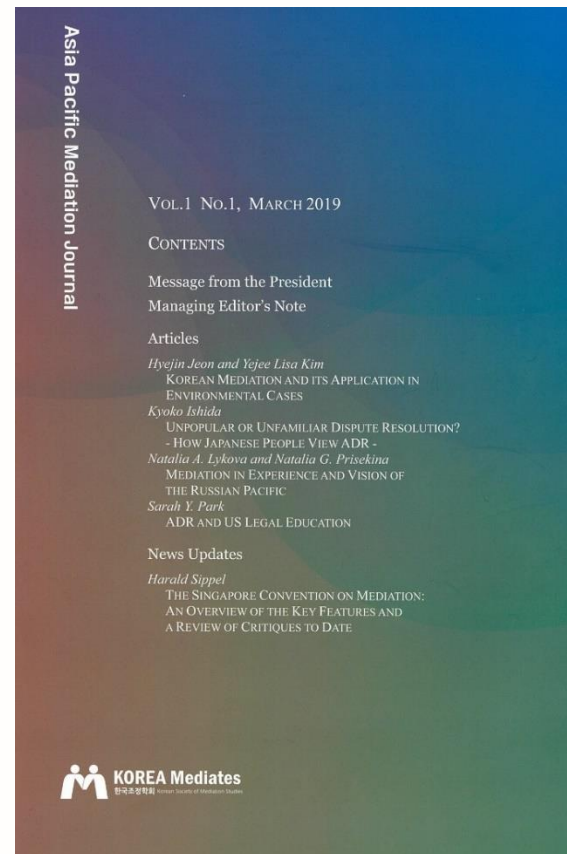 Asia Pacific Mediation Journal
VOL.1 NO.1, MARCH 2019
CONTENTS
Message from the President
Managing Editor's Note
Articles
Hyejin Jeon and Yejee Lisa Kim
KOREAN MEDIATION AND ITS APPLICATION IN
ENVIRONMENTAL CASES
Kyoko Ishida
UNPOPULAR OR UNFAMILIAR DISPUTE RESOLUTION?
- HOW JAPANESE PEOPLE VIEW ADR -
Natalia A. Lykova and Natalia G. Prisekina
MEDIATION IN EXPERIENCE AND VISION OF
THE RUSSIAN PACIFIC
Sarah Y. Park
ADR AND US LEGAL EDUCATION
News Updates
Harald Sippel
THE SINGAPORE CONVENTION ON MEDIATION:
AN OVERVIEW OF THE KEY FEATURES AND
A REVIEW OF CRITIQUES TO DATE
KOREA Mediates
한국조정학회 Korean Society of Mediation Studies